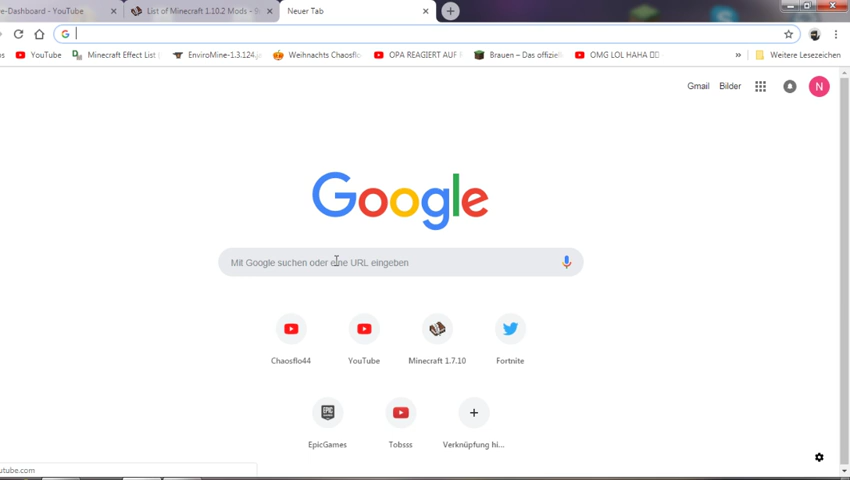 e-Dashboard - YouTube
List of Minecraft 1.10.2 Mods - 9
Neuer Tab
YouTube
Minecraft Effect List
EnviroMine-1.3.124.j
Weihnachts Chaosflo
OPA REAGIERT AUF
Brauen – Das offiziel
OMG LOL HAHA
»
Weitere Lesezeichen
Gmail
Bilder
N
Google
Mit Google suchen oder eine URL eingeben
Chaosflo44
YouTube
Minecraft 1.7.10
Fortnite
EPIC
GAMES
EpicGames
Tobsss
Verknüpfung hi...
utube.com